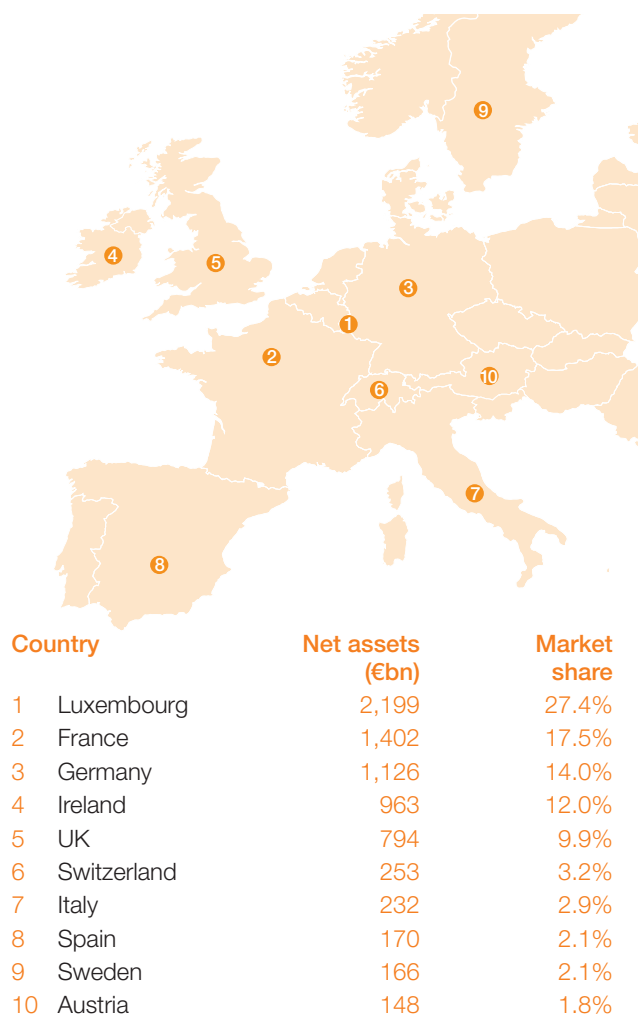 9
4
5
3
1
2
10
6
7
8
Country Net assets Market
(€bn) share
1 Luxembourg 2,199 27.4%
2 France 1,402 17.5%
3 Germany 1,126 14.0%
4 Ireland 963 12.0%
5 UK 794 9.9%
6 Switzerland 253 3.2%
7 Italy 232 2.9%
8 Spain 170 2.1%
9 Sweden 166 2.1%
10 Austria 148 1.8%